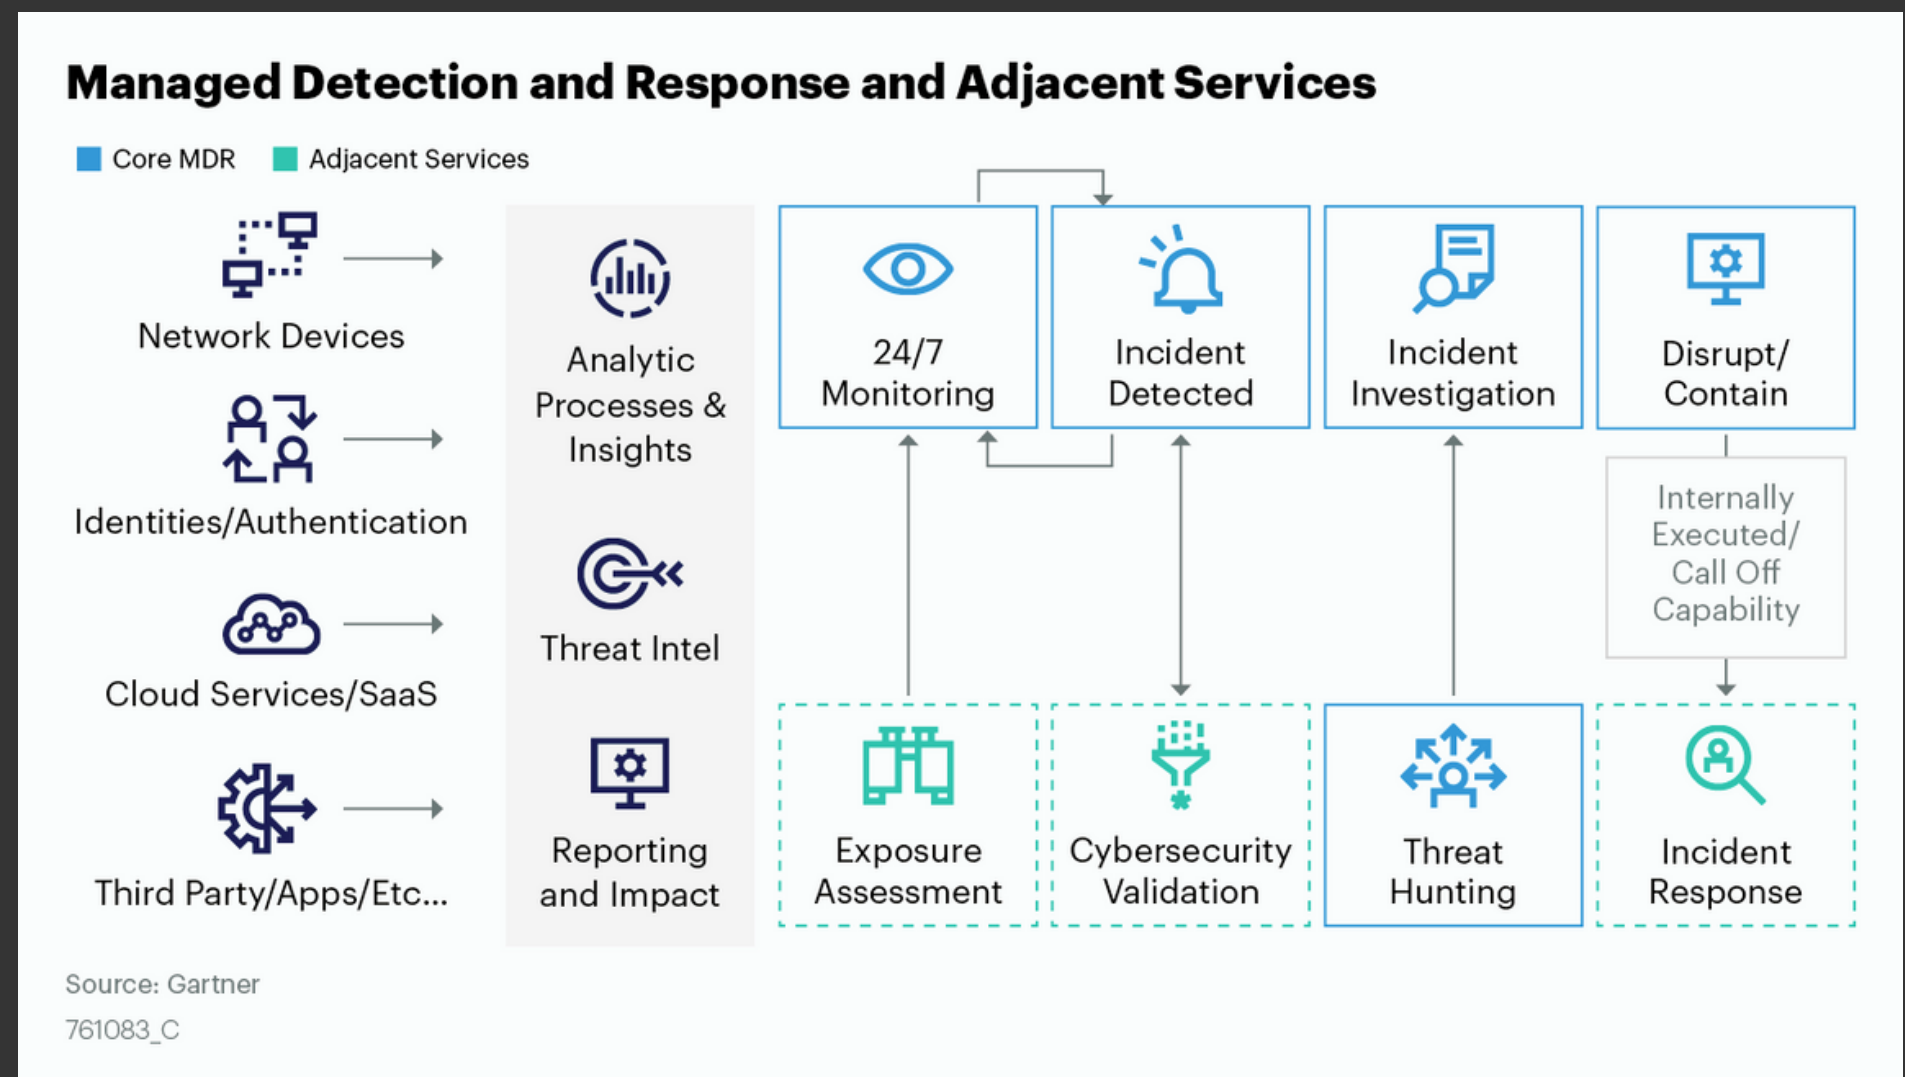 Managed Detection and Response and Adjacent Services
Core MDR
Adjacent Services
Network Devices
Identities/Authentication
Cloud Services/SaaS
Third Party/Apps/Etc...
Analytic
Processes &
Insights
Threat Intel
Reporting
and Impact
24/7
Monitoring
Incident
Detected
Incident
Investigation
Disrupt/
Contain
Internally
Executed/
Call Off
Capability
Exposure
Assessment
Cybersecurity
Validation
Threat
Hunting
Incident
Response
Source: Gartner
761083_C